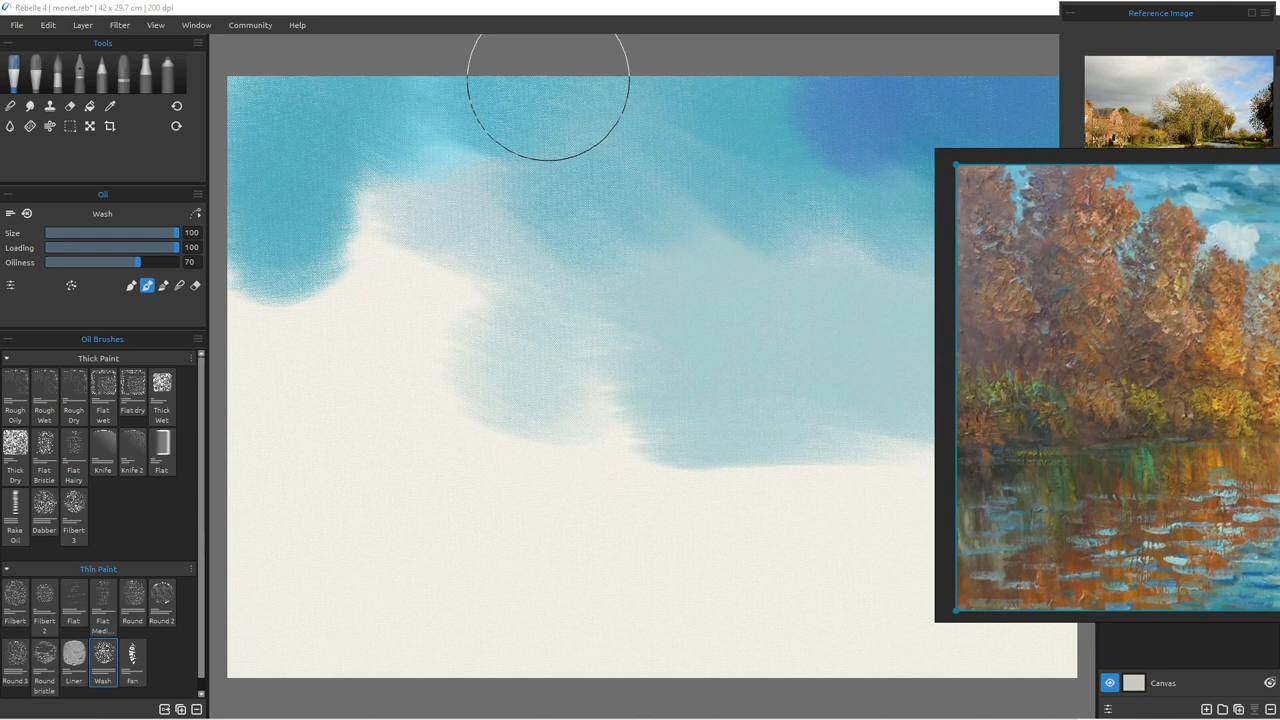 Rebelle 4 | monet.reb* | 42 x 29.7 cm | 200 dpi
File Edit Layer Filter View Window Community Help
Reference Image
Tools
Oil
Wash
Size 100
Loading 100
Oiliness 70
Oil Brushes
Thick Paint
Rough Oily
Rough Wet
Rough Dry
Flat wet
Flat dry
Thick Wet
Thick Dry
Flat Bristle
Flat Hairy
Knife
Knife 2
Flat
Rake Oil
Dabber
Filbert 3
Thin Paint
Filbert
Filbert 2
Flat
Flat Medi...
Round
Round 2
Round 3
Round bristle
Liner
Wash
Fan
Canvas